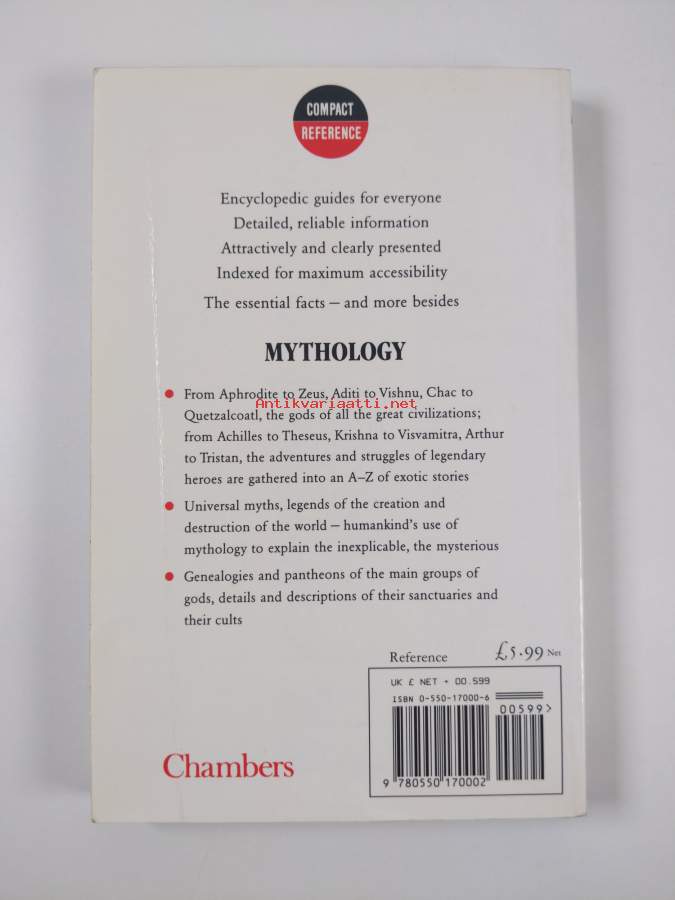 COMPACT
REFERENCE
Encyclopedic guides for everyone
Detailed, reliable information
Attractively and clearly presented
Indexed for maximum accessibility
The essential facts – and more besides
MYTHOLOGY
• From Aphrodite to Zeus, Aditi to Vishnu, Chac to
Antikvariaatti.net
Quetzalcoatl, the gods of all the great civilizations;
from Achilles to Theseus, Krishna to Visvamitra, Arthur
to Tristan, the adventures and struggles of legendary
heroes are gathered into an A–Z of exotic stories
• Universal myths, legends of the creation and
destruction of the world – humankind's use of
mythology to explain the inexplicable, the mysterious
• Genealogies and pantheons of the main groups of
gods, details and descriptions of their sanctuaries and
their cults
Reference £5.99 Net
UK £ NET + 00.599
ISBN 0-550-17000-6
00599>
9 780550 170002
Chambers